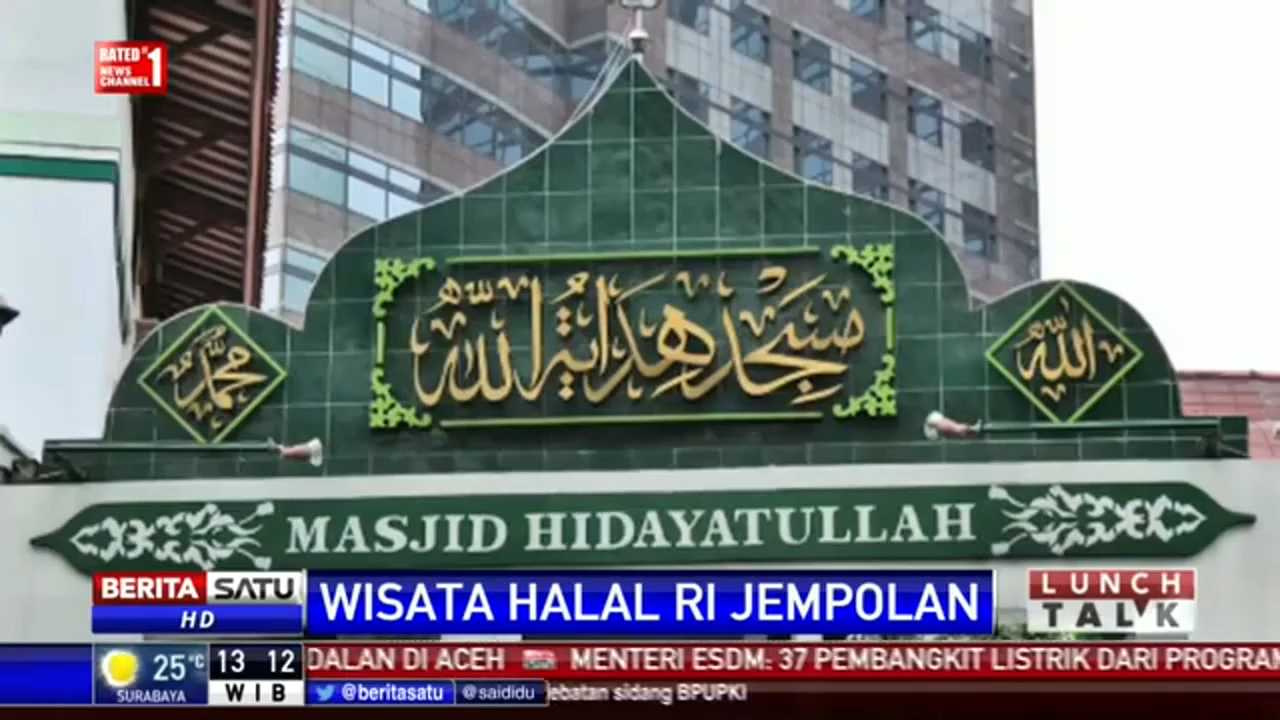 RATED #1
NEWS
CHANNEL
مسجد هداية الله
محمد
الله
MASJID HIDAYATULLAH
BERITA SATU
HD
WISATA HALAL RI JEMPOLAN
LUNCH
TALK
25°C
SURABAYA
13 12
WIB
DALAN DI ACEH MENTERI ESDM: 37 PEMBANGKIT LISTRIK DARI PROGRAM
@beritasatu @saididu ebatan sidang BPUPKI